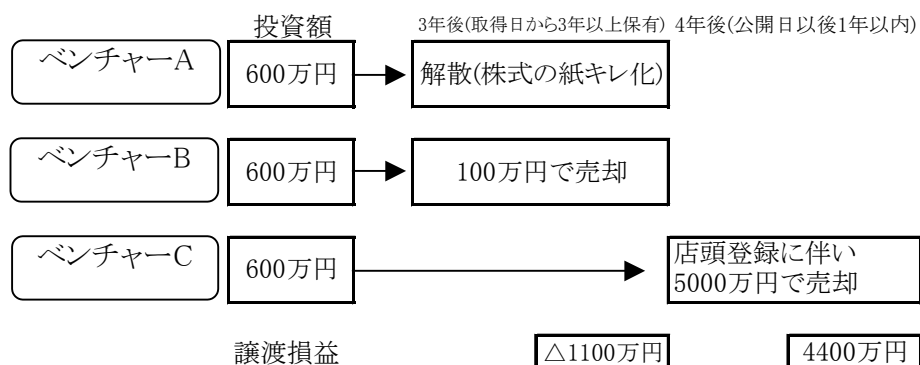 投資額 3年後(取得日から3年以上保有) 4年後(公開日以後1年以内)
ベンチャーA 600万円 解散(株式の紙キレ化)
ベンチャーB 600万円 100万円で売却
ベンチャーC 600万円 店頭登録に伴い
5000万円で売却
譲渡損益 △1100万円 4400万円